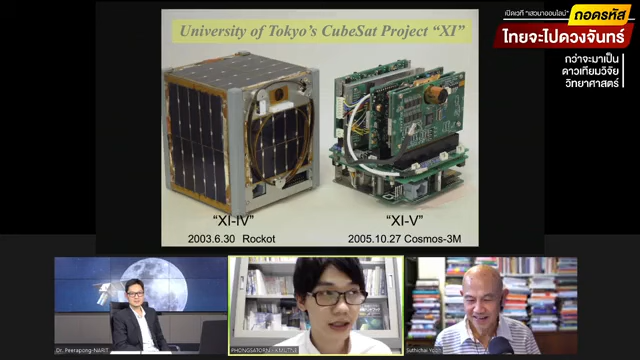 เปิดเวที "เสวนาออนไลน์"
ถอดรหัส
ไทยจะไปดวงจันทร์
กว่าจะมาเป็น
ดาวเทียมวิจัย
วิทยาศาสตร์
University of Tokyo's CubeSat Project "XI"
"XI-IV"
"XI-V"
2003.6.30 Rockot
2005.10.27 Cosmos-3M
Dr. Peerapong-NARIT
Suthichai Yoon